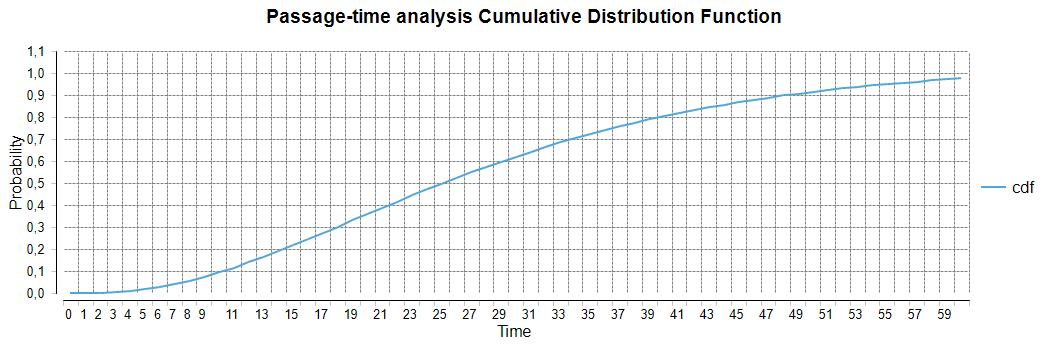 Passage-time analysis Cumulative Distribution Function
1,1
1,0
0,9
0,8
0,7
0,6
0,5
0,4
0,3
0,2
0,1
0,0
Probability
cdf
0 1 2 3 4 5 6 7 8 9 11 13 15 17 19 21 23 25 27 29 31 33 35 37 39 41 43 45 47 49 51 53 55 57 59
Time